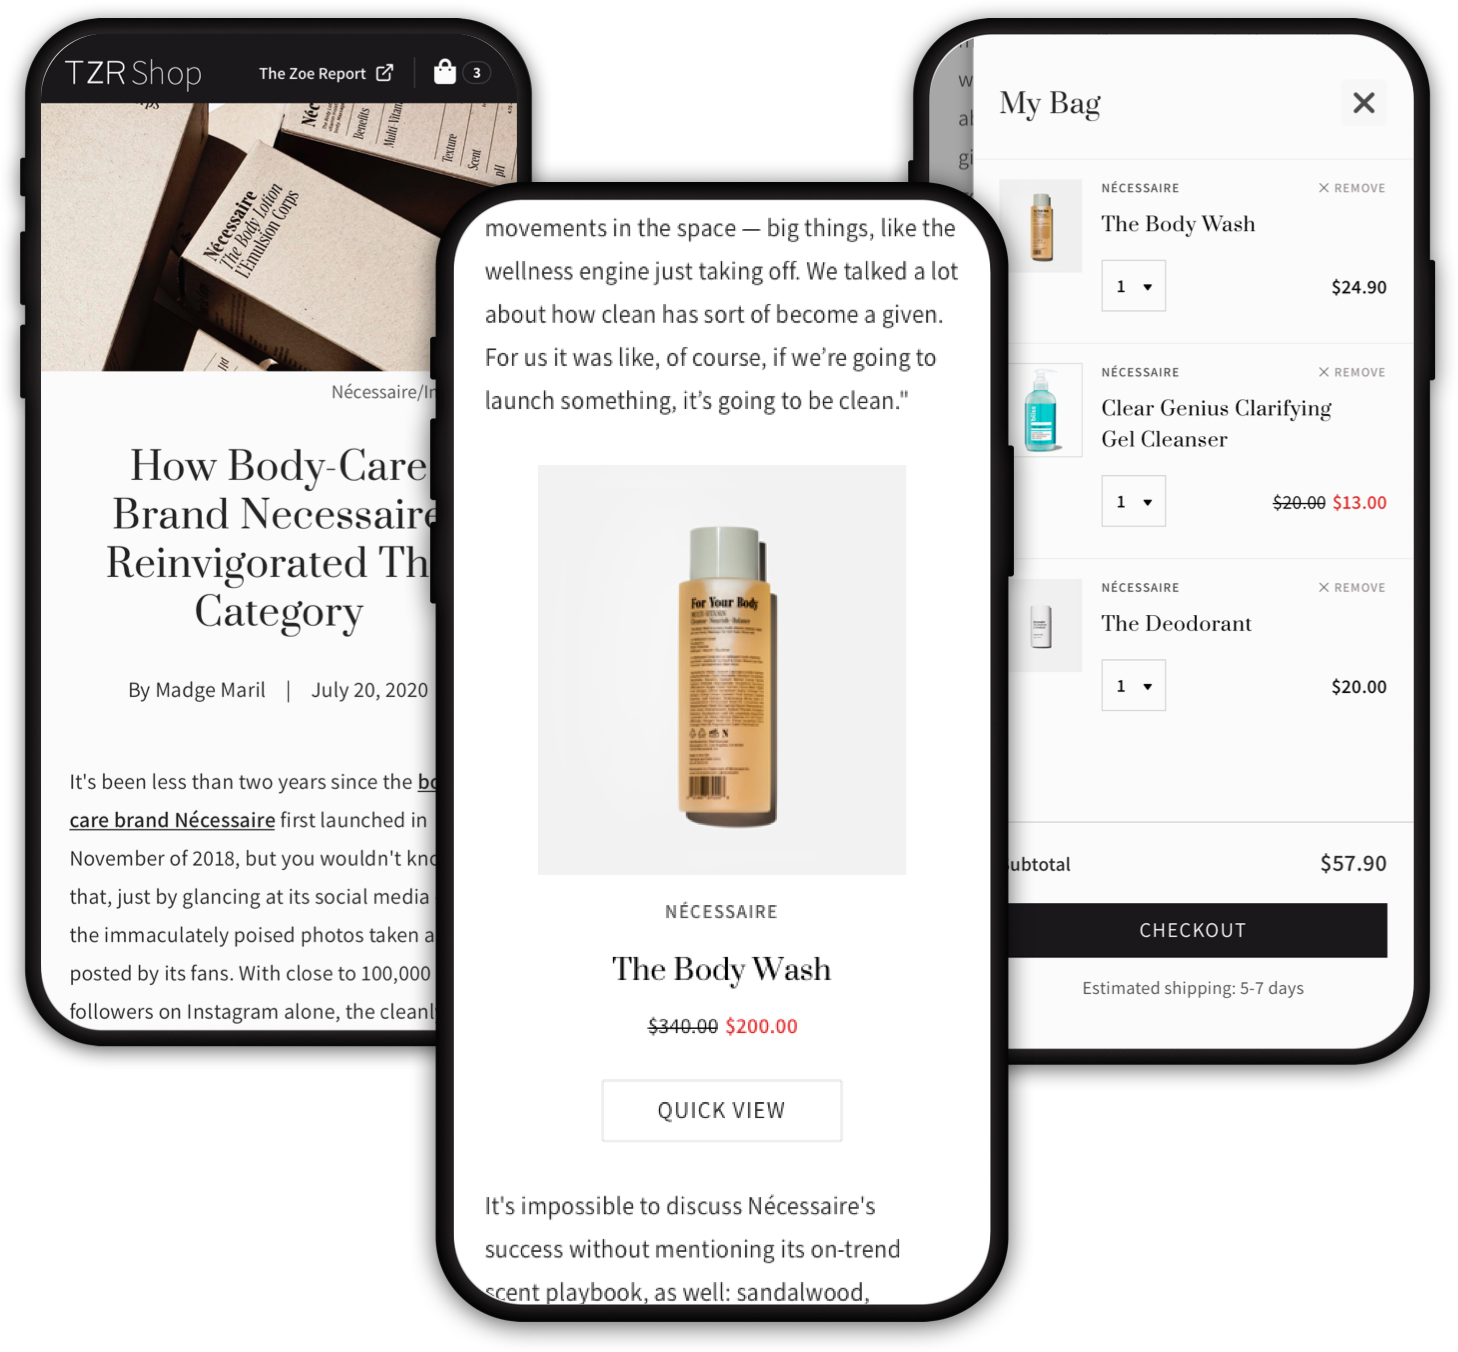 TZR Shop
The Zoe Report
3
Nécessaire
The Body Lotion
L'Emulsion Corps
Benefits
Texture
Scent
pH
Nécessaire/In
How Body-Care
Brand Necessaire
Reinvigorated Th
Category
By Madge Maril | July 20, 2020
It's been less than two years since the bo
care brand Nécessaire first launched in
November of 2018, but you wouldn't kno
that, just by glancing at its social media
the immaculately poised photos taken a
posted by its fans. With close to 100,000
followers on Instagram alone, the cleanl
movements in the space — big things, like the
wellness engine just taking off. We talked a lot
about how clean has sort of become a given.
For us it was like, of course, if we’re going to
launch something, it’s going to be clean."
For Your Body
NÉCESSAIRE
The Body Wash
$340.00 $200.00
QUICK VIEW
It's impossible to discuss Nécessaire's
success without mentioning its on-trend
scent playbook, as well: sandalwood,
My Bag
NÉCESSAIRE
REMOVE
The Body Wash
1
$24.90
NÉCESSAIRE
REMOVE
Clear Genius Clarifying
Gel Cleanser
1
$20.00 $13.00
NÉCESSAIRE
REMOVE
The Deodorant
1
$20.00
ubtotal
$57.90
CHECKOUT
Estimated shipping: 5-7 days